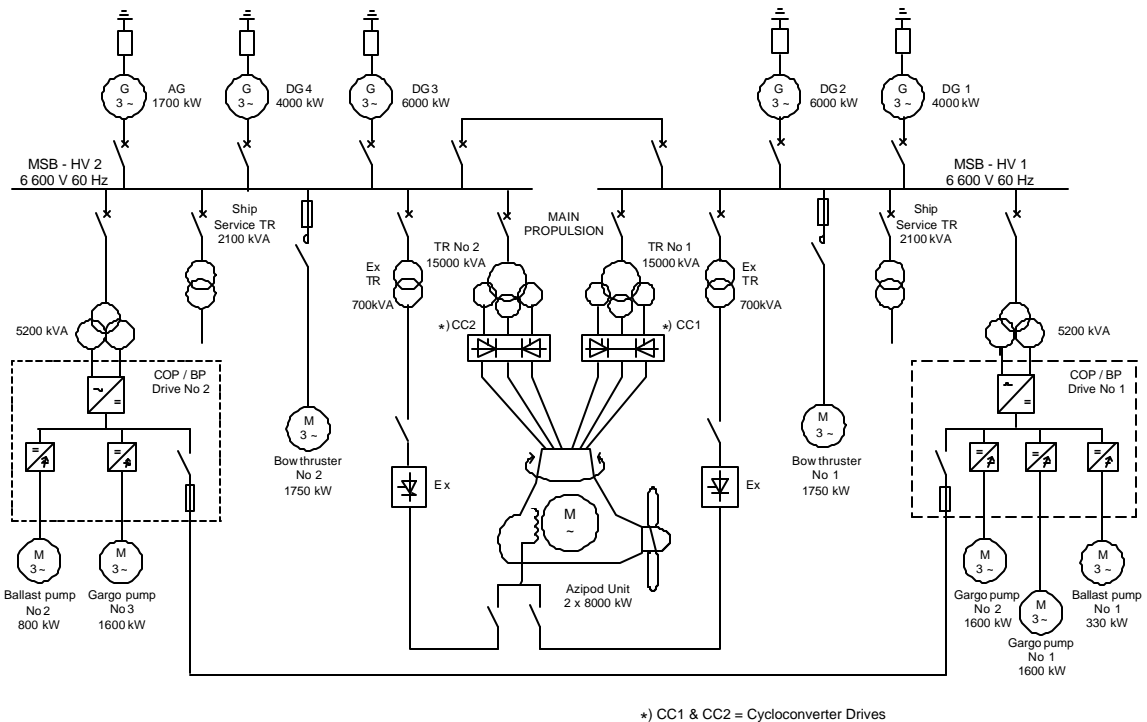 G
3 ~
AG
1700 kW
G
3 ~
DG 4
4000 kW
G
3 ~
DG 3
6000 kW
G
3 ~
DG 2
6000 kW
G
3 ~
DG 1
4000 kW
MSB - HV 2
6 600 V 60 Hz
MSB - HV 1
6 600 V 60 Hz
Ship
Service TR
2100 kVA
MAIN
PROPULSION
Ship
Service TR
2100 kVA
TR No 2
15000 kVA
TR No 1
15000 kVA
Ex
TR
700kVA
Ex
TR
700kVA
*) CC2
*) CC1
5200 kVA
5200 kVA
COP / BP
Drive No 2
COP / BP
Drive No 1
M
3 ~
Bow thruster
No 2
1750 kW
M
3 ~
Bow thruster
No 1
1750 kW
Ex
Ex
M
~
Azipod Unit
2 x 8000 kW
M
3 ~
Ballast pump
No 2
800 kW
M
3 ~
Gargo pump
No 3
1600 kW
M
3 ~
Gargo pump
No 2
1600 kW
M
3 ~
Gargo pump
No 1
1600 kW
M
3 ~
Ballast pump
No 1
330 kW
*) CC1 & CC2 = Cycloconverter Drives